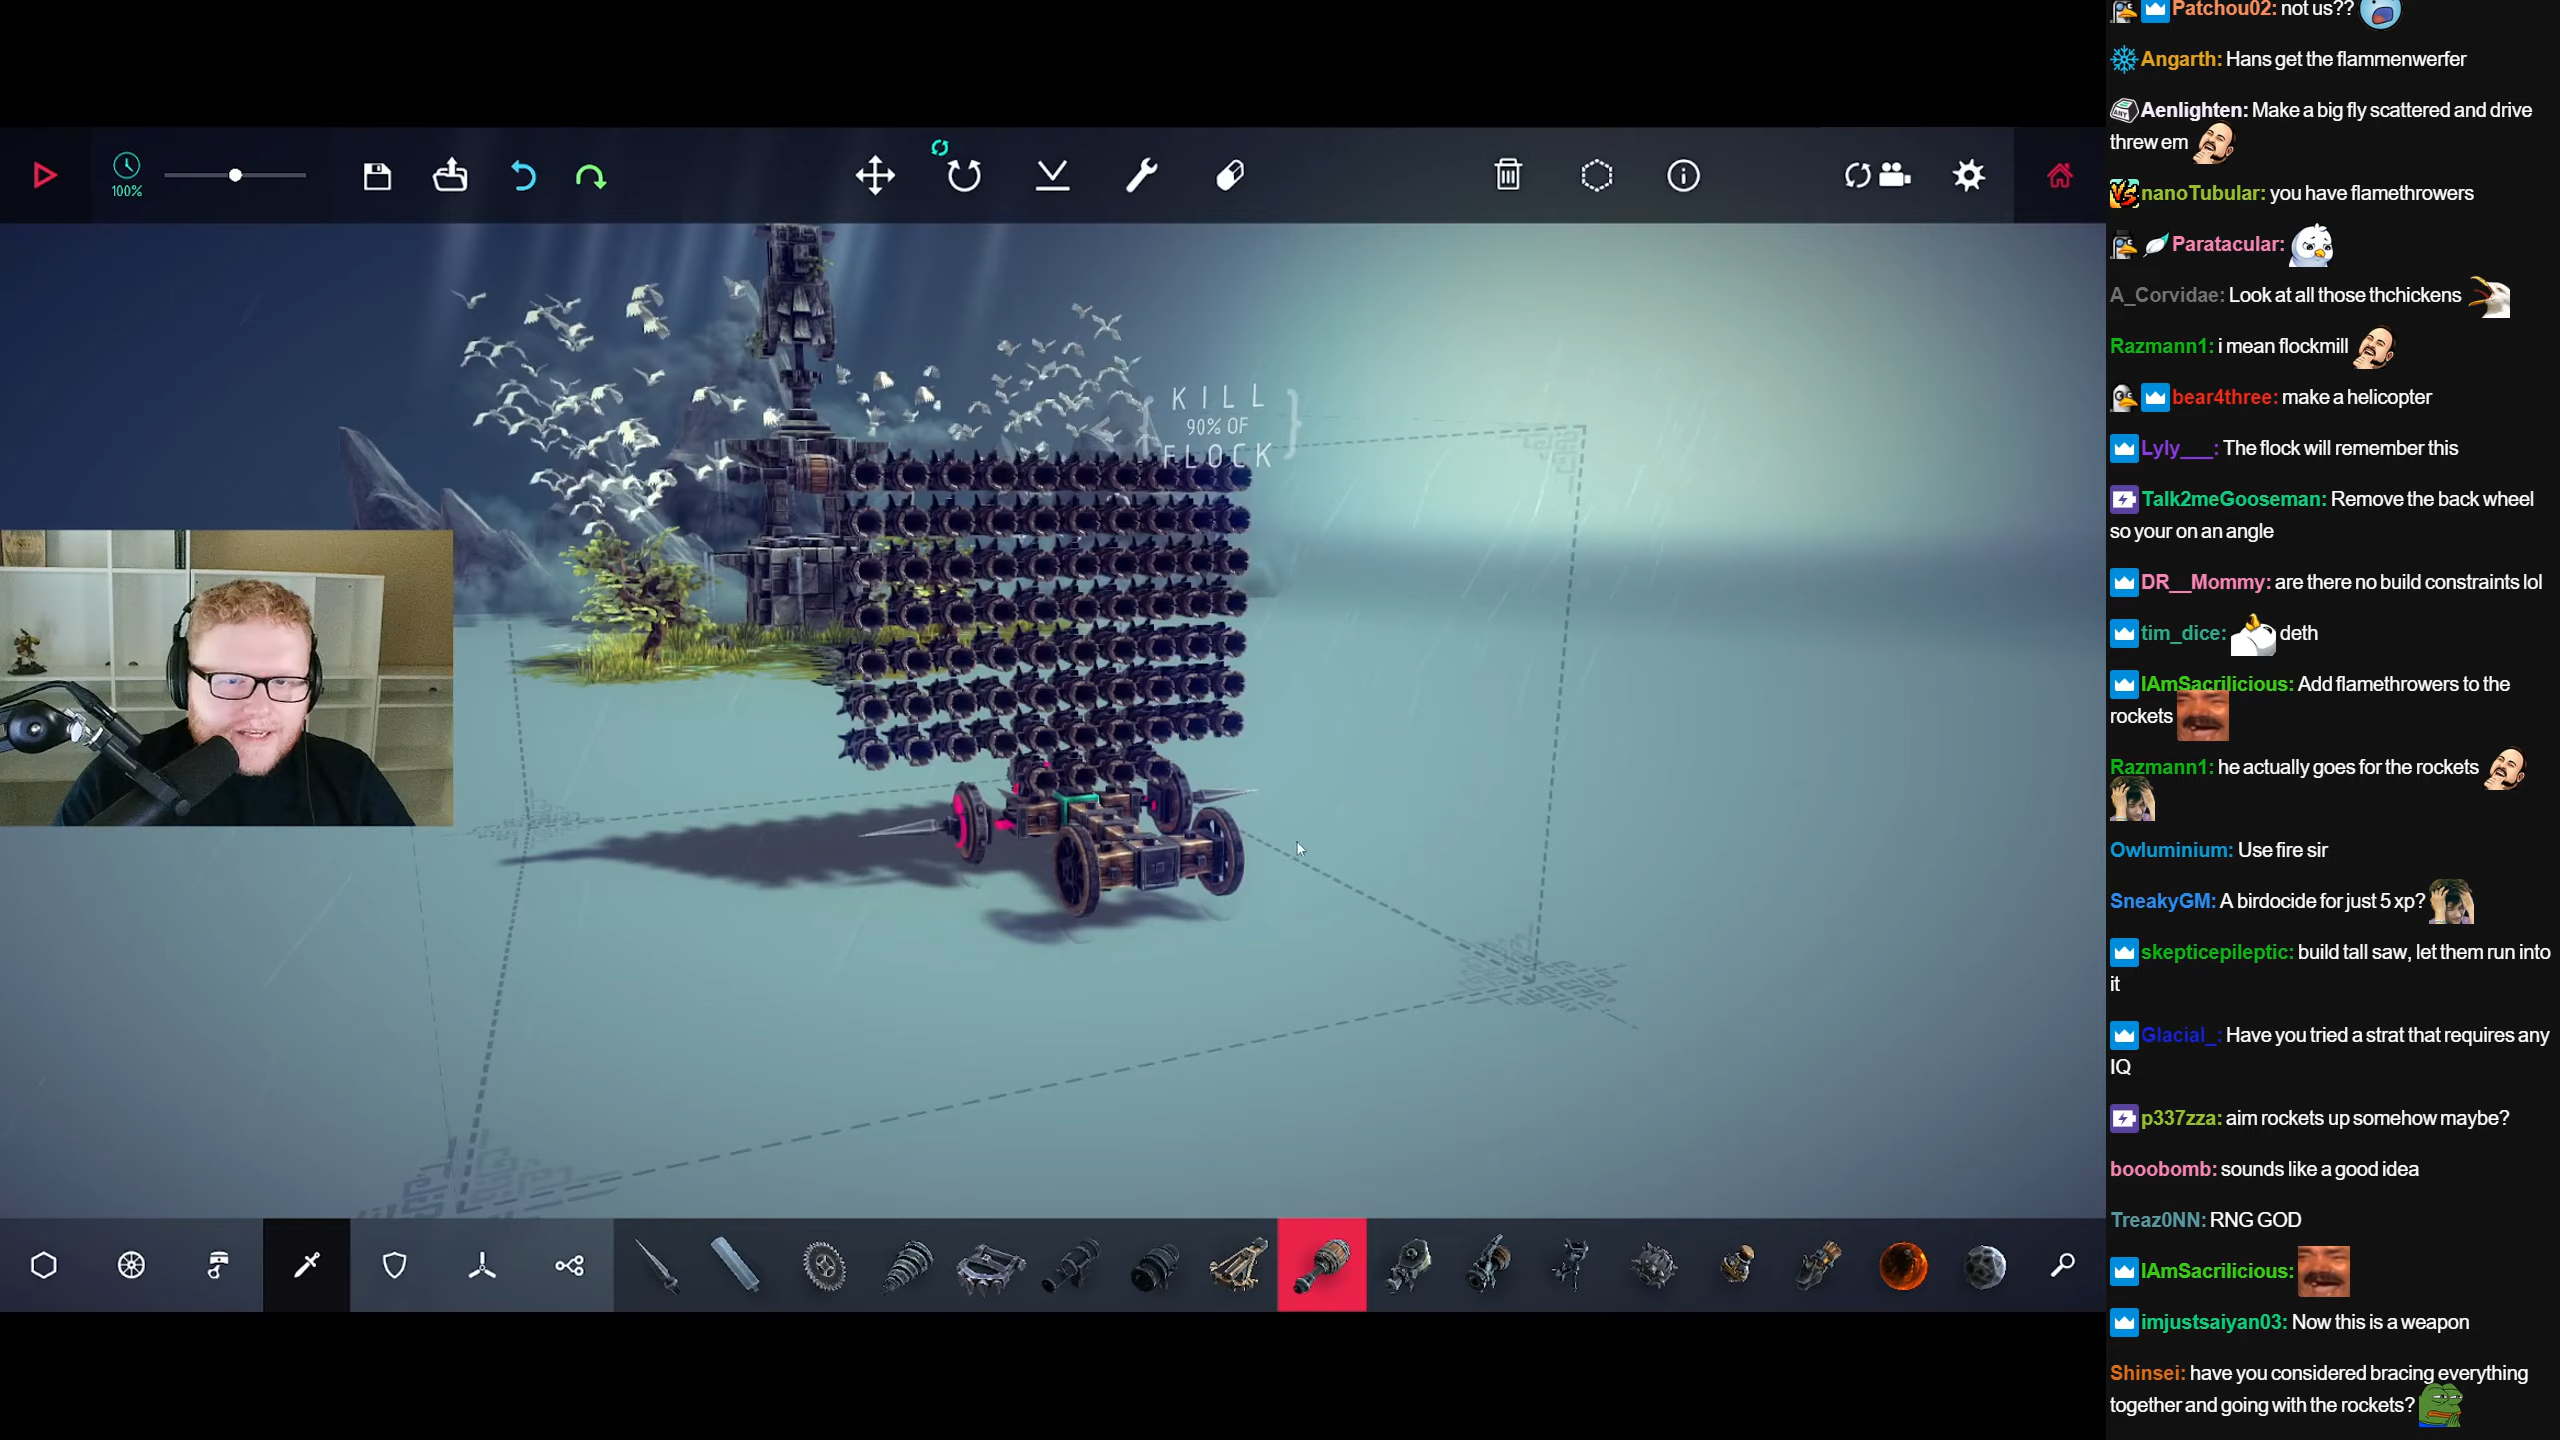 100%
KILL
90% OF
FLOCK
Patchou02: not us??
Angarth: Hans get the flammenwerfer
Aenlighten: Make a big fly scattered and drive
threw em
nanoTubular: you have flamethrowers
Paratacular:
A_Corvidae: Look at all those thchickens
Razmann1: i mean flockmill
bear4three: make a helicopter
Lyly___: The flock will remember this
Talk2meGooseman: Remove the back wheel
so your on an angle
DR__Mommy: are there no build constraints lol
tim_dice: deth
IAmSacrilicious: Add flamethrowers to the
rockets
Razmann1: he actually goes for the rockets
Owluminium: Use fire sir
SneakyGM: A birdocide for just 5 xp?
skepticepileptic: build tall saw, let them run into
it
Glacial_: Have you tried a strat that requires any
IQ
p337zza: aim rockets up somehow maybe?
booobomb: sounds like a good idea
Treaz0NN: RNG GOD
IAmSacrilicious:
imjustsaiyan03: Now this is a weapon
Shinsei: have you considered bracing everything
together and going with the rockets?